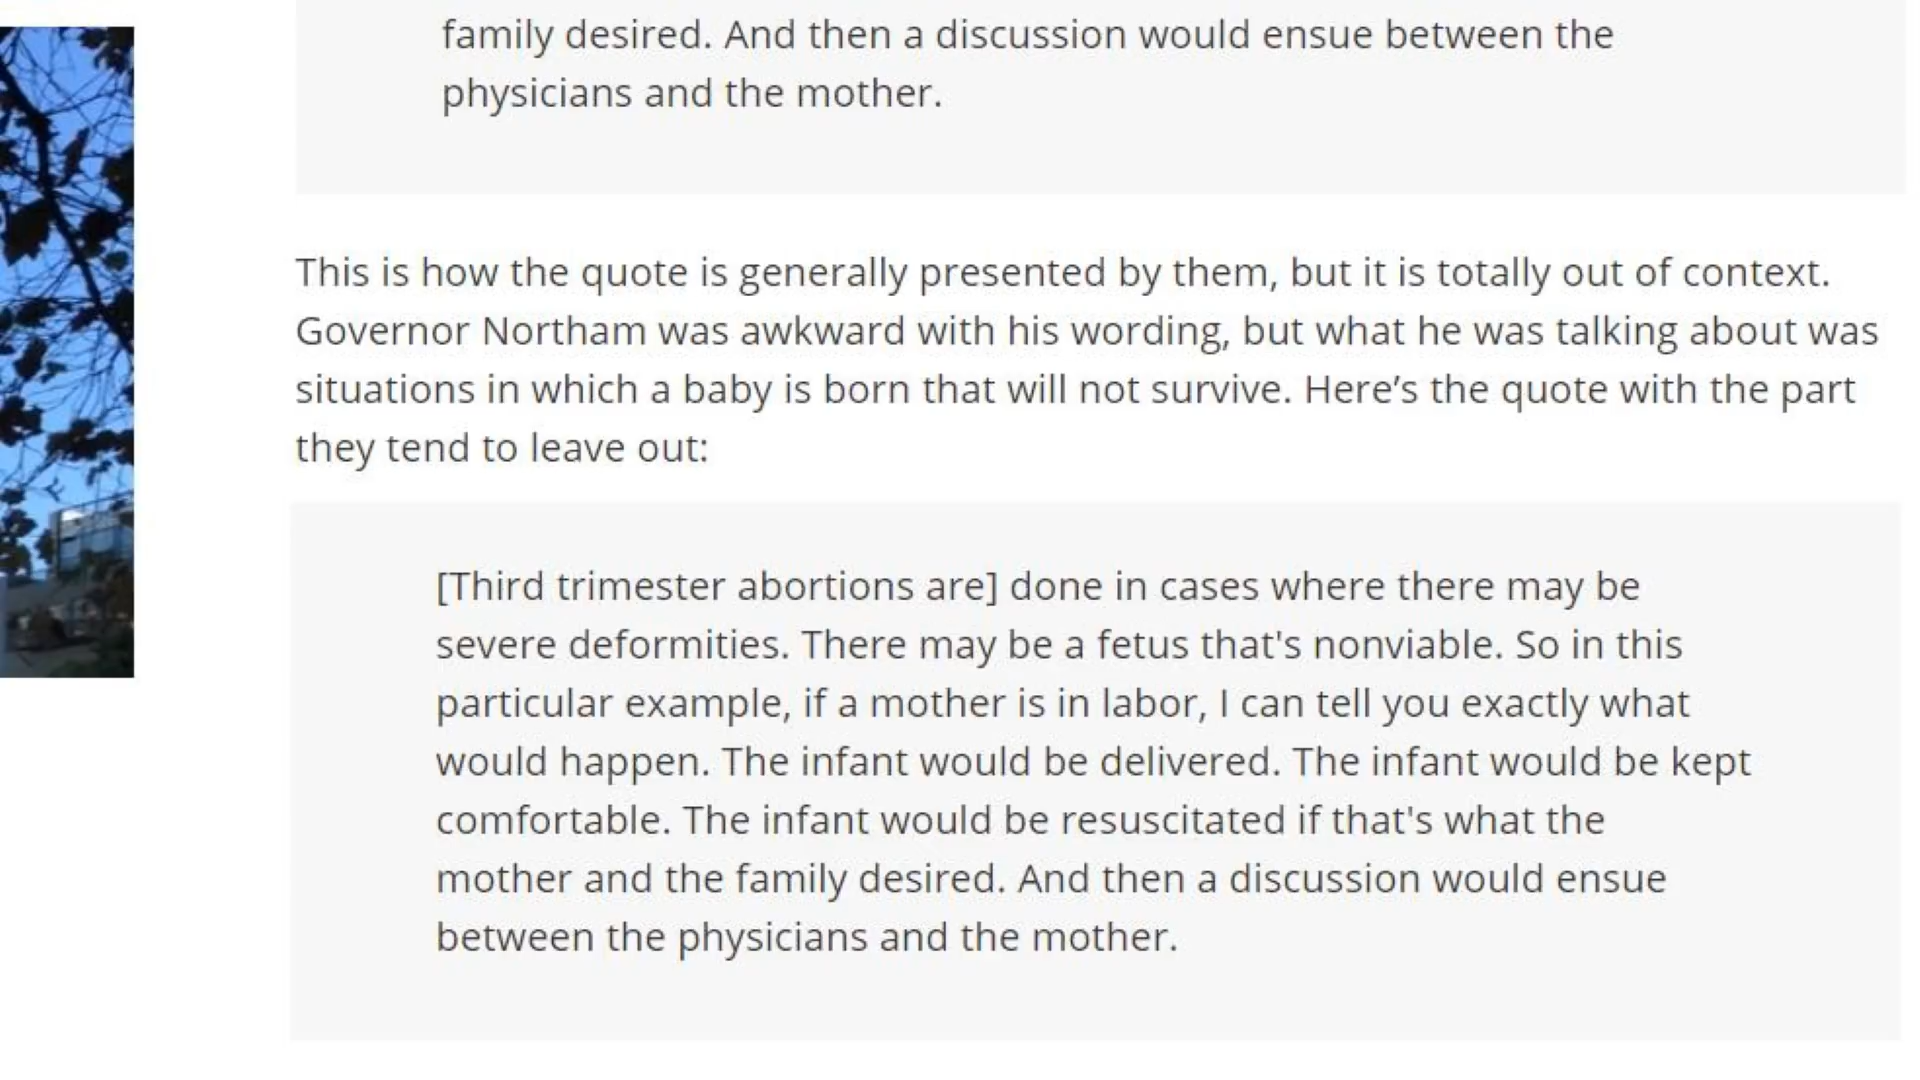 family desired. And then a discussion would ensue between the
physicians and the mother.
This is how the quote is generally presented by them, but it is totally out of context.
Governor Northam was awkward with his wording, but what he was talking about was
situations in which a baby is born that will not survive. Here’s the quote with the part
they tend to leave out:
[Third trimester abortions are] done in cases where there may be
severe deformities. There may be a fetus that's nonviable. So in this
particular example, if a mother is in labor, I can tell you exactly what
would happen. The infant would be delivered. The infant would be kept
comfortable. The infant would be resuscitated if that's what the
mother and the family desired. And then a discussion would ensue
between the physicians and the mother.